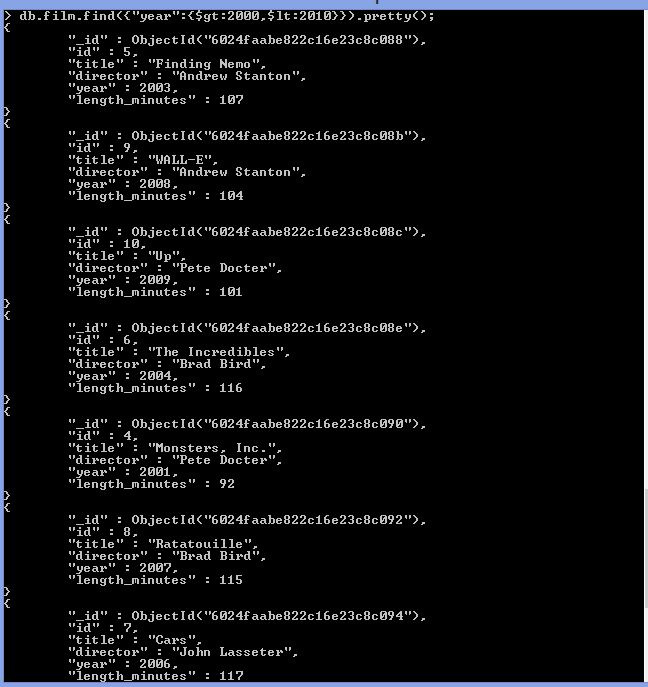 > db.film.find({"year":{$gt:2000,$lt:2010}}).pretty();
{
"_id" : ObjectId("6024faabe822c16e23c8c088"),
"id" : 5,
"title" : "Finding Nemo",
"director" : "Andrew Stanton",
"year" : 2003,
"length_minutes" : 107
}
{
"_id" : ObjectId("6024faabe822c16e23c8c08b"),
"id" : 9,
"title" : "WALL-E",
"director" : "Andrew Stanton",
"year" : 2008,
"length_minutes" : 104
}
{
"_id" : ObjectId("6024faabe822c16e23c8c08c"),
"id" : 10,
"title" : "Up",
"director" : "Pete Docter",
"year" : 2009,
"length_minutes" : 101
}
{
"_id" : ObjectId("6024faabe822c16e23c8c08e"),
"id" : 6,
"title" : "The Incredibles",
"director" : "Brad Bird",
"year" : 2004,
"length_minutes" : 116
}
{
"_id" : ObjectId("6024faabe822c16e23c8c090"),
"id" : 4,
"title" : "Monsters, Inc.",
"director" : "Pete Docter",
"year" : 2001,
"length_minutes" : 92
}
{
"_id" : ObjectId("6024faabe822c16e23c8c092"),
"id" : 8,
"title" : "Ratatouille",
"director" : "Brad Bird",
"year" : 2007,
"length_minutes" : 115
}
{
"_id" : ObjectId("6024faabe822c16e23c8c094"),
"id" : 7,
"title" : "Cars",
"director" : "John Lasseter",
"year" : 2006,
"length_minutes" : 117